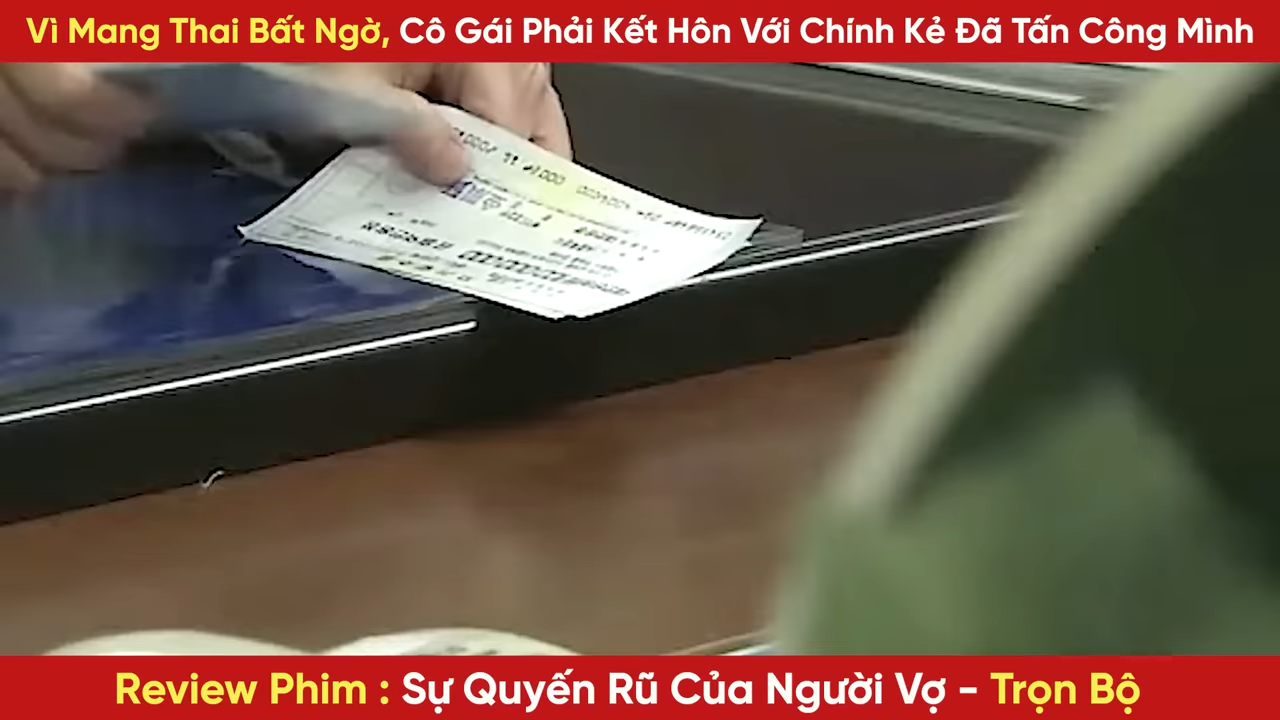 Vì Mang Thai Bất Ngờ, Cô Gái Phải Kết Hôn Với Chính Kẻ Đã Tấn Công Mình
Review Phim : Sự Quyến Rũ Của Người Vợ - Trọn Bộ